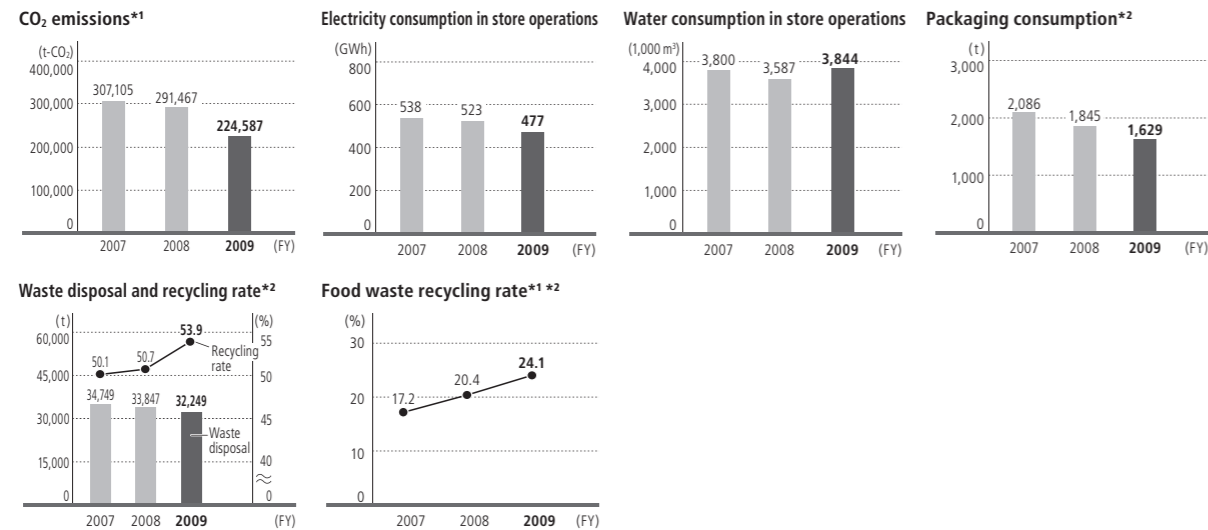 CO₂ emissions*¹
(t-CO₂)
400,000
300,000
200,000
100,000
0
307,105
291,467
224,587
2007 2008 2009 (FY)
Electricity consumption in store operations
(GWh)
800
600
400
200
0
538
523
477
2007 2008 2009 (FY)
Water consumption in store operations
(1,000 m³)
4,000
3,000
2,000
1,000
0
3,800
3,587
3,844
2007 2008 2009 (FY)
Packaging consumption*²
(t)
3,000
2,000
1,000
0
2,086
1,845
1,629
2007 2008 2009 (FY)
Waste disposal and recycling rate*²
(t)
60,000
45,000
30,000
15,000
0
50.1
50.7
53.9
Recycling
rate
34,749
33,847
32,249
Waste
disposal
(%)
55
50
45
40
0
2007 2008 2009 (FY)
Food waste recycling rate*¹ *²
(%)
30
20
10
0
17.2
20.4
24.1
2007 2008 2009 (FY)